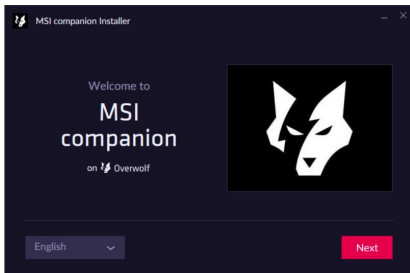 MSI companion Installer
Welcome to
MSI
companion
on Overwolf
English
Next